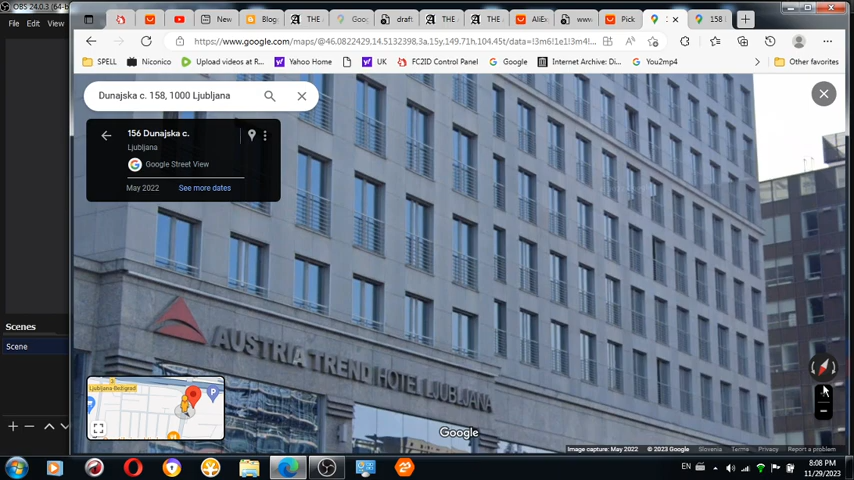 OBS 24.0.3 (64-b
File Edit View
New
Blog
THE
Goo
draft
THE
THE
AliEx
www
Pick
158
https://www.google.com/maps/@46.0822429,14.5132398,3a,15y,149.71h,104.45t/data=!3m6!1e1!3m4!...
SPELL Niconico Upload videos at R... Yahoo Home UK FC2ID Control Panel Google Internet Archive: Dig... You2mp4 Other favorites
Dunajska c. 158, 1000 Ljubljana
156 Dunajska c.
Ljubljana
Google Street View
May 2022 See more dates
AUSTRIA TREND HOTEL LJUBLJANA
Scenes
Scene
Ljubljana-Bežigrad
P
Google
Image capture: May 2022 © 2023 Google Slovenia Terms Privacy Report a problem
EN
8:08 PM
11/29/2023